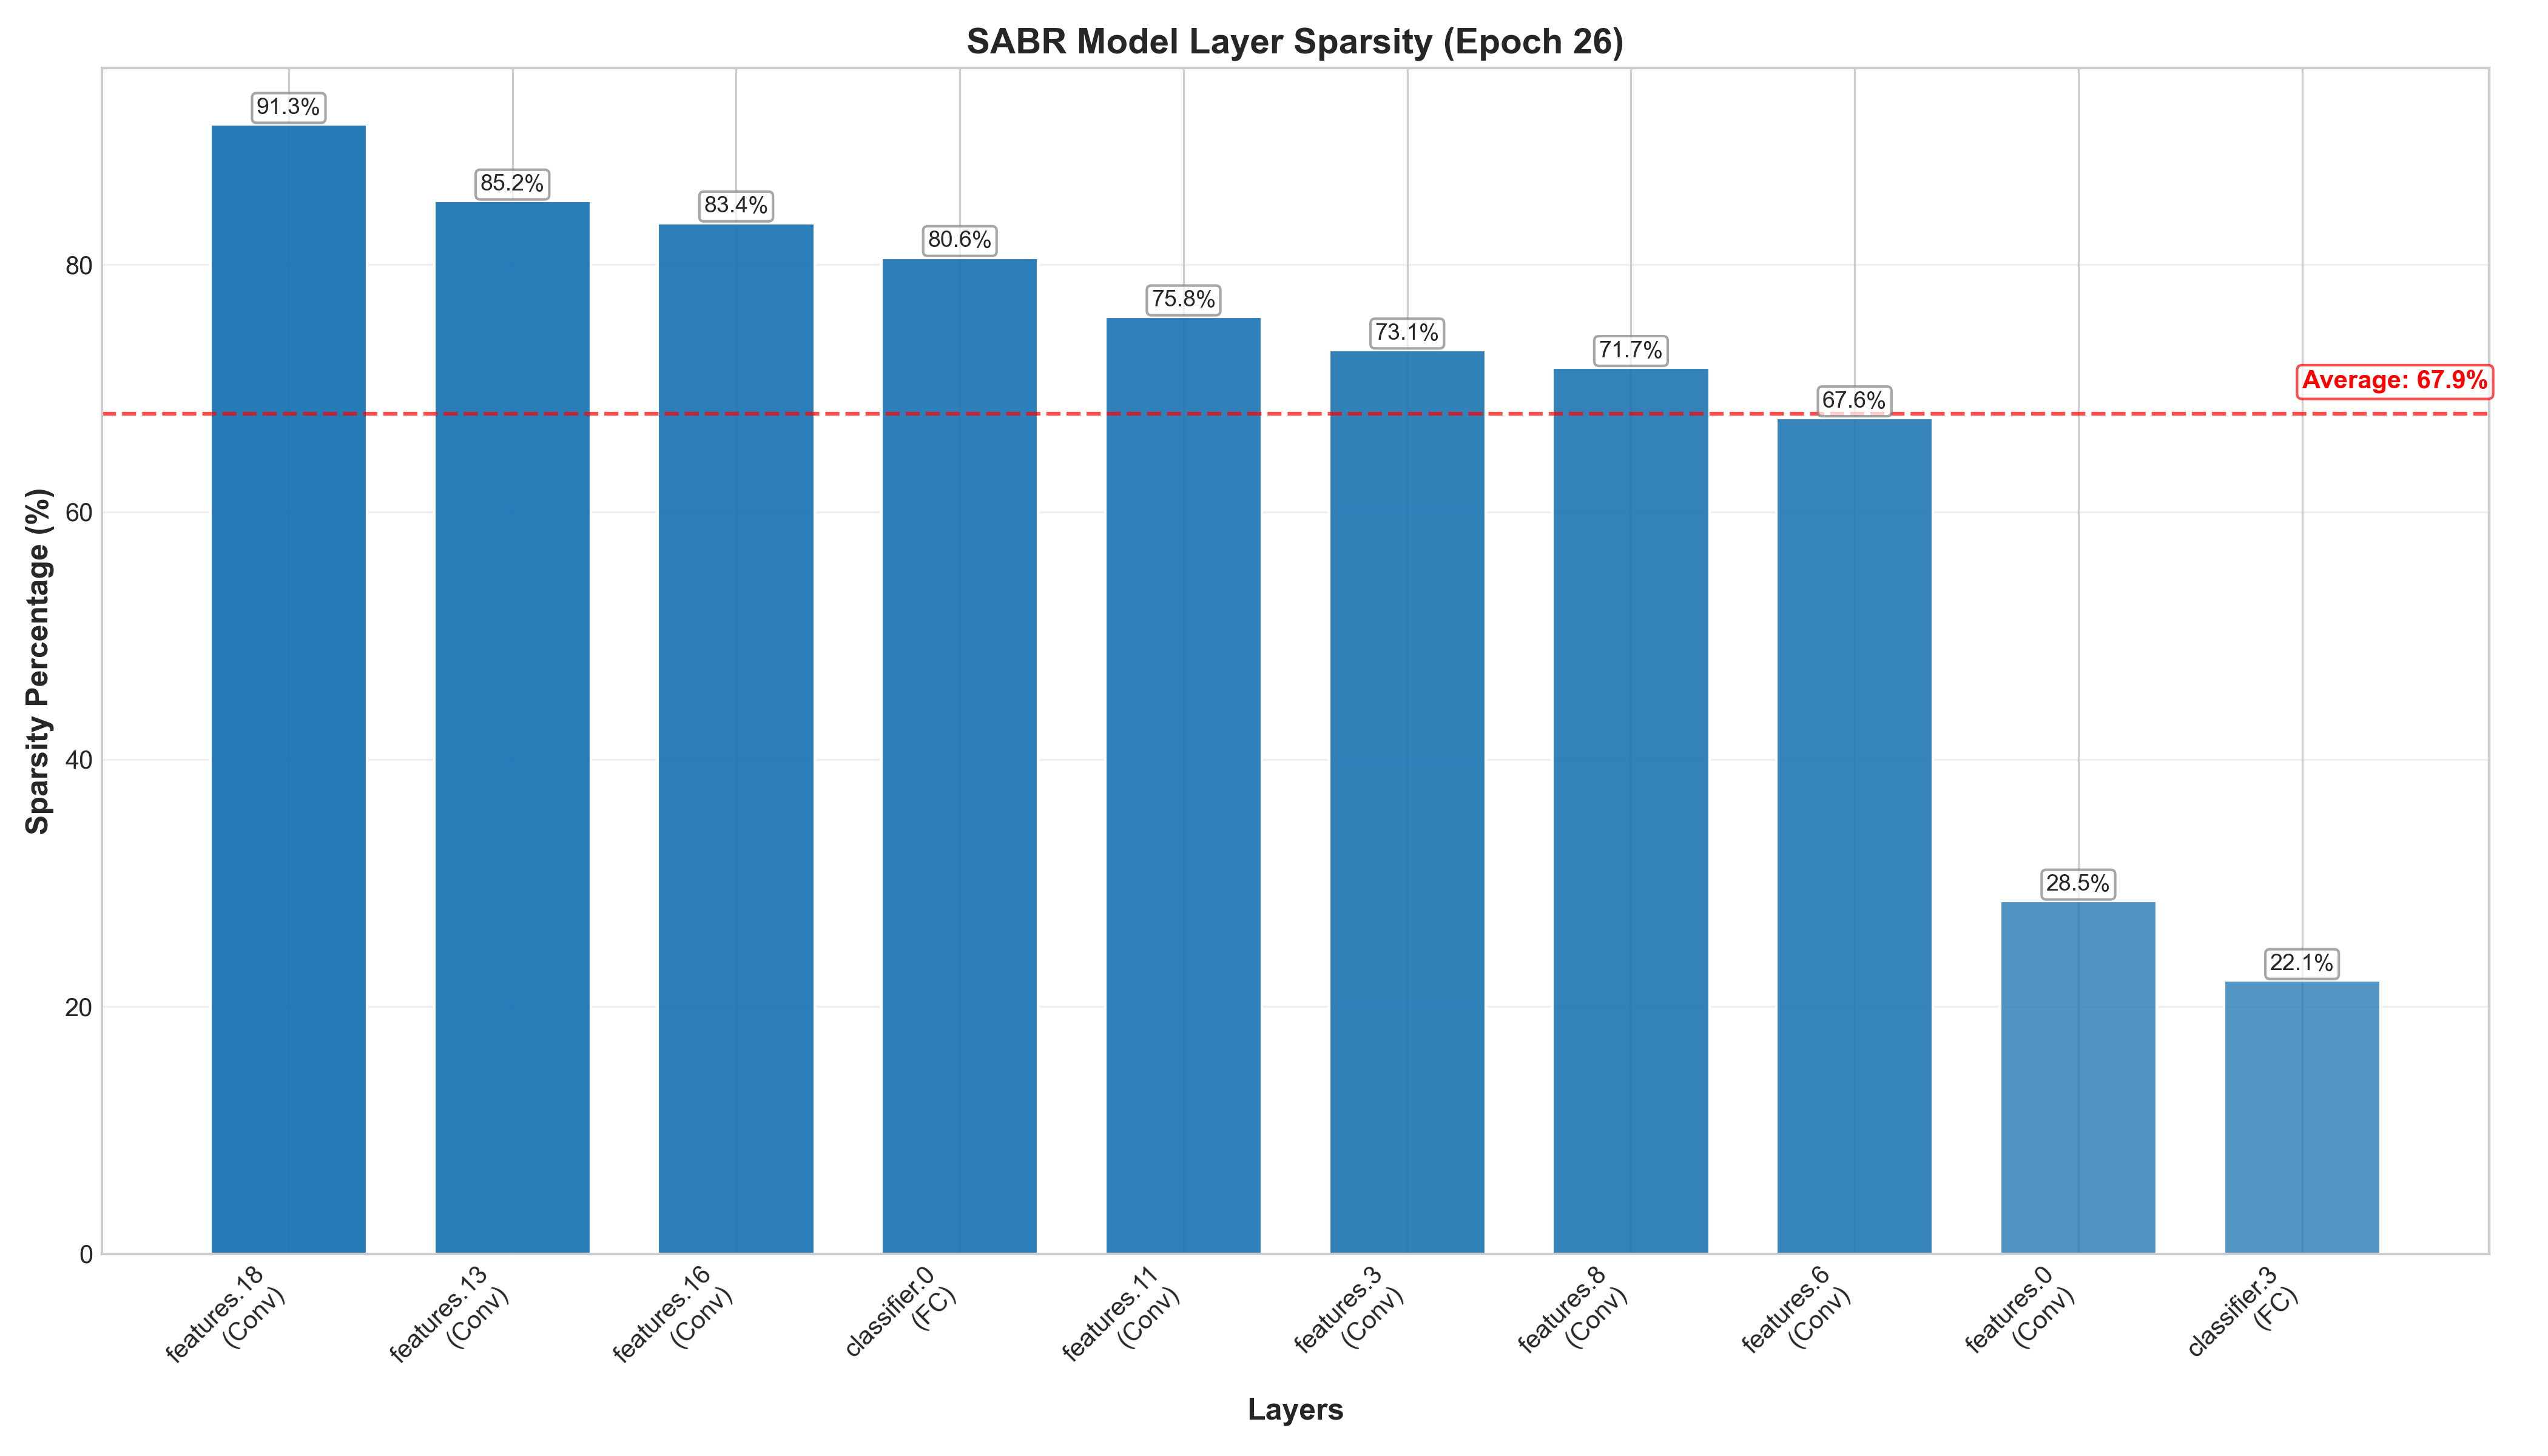 SABR Model Layer Sparsity (Epoch 26)
91.3%
85.2%
83.4%
80.6%
75.8%
73.1%
71.7%
67.6%
28.5%
22.1%
Average: 67.9%
Sparsity Percentage (%)
80
60
40
20
0
features.18
(Conv)
features.13
(Conv)
features.16
(Conv)
classifier.0
(FC)
features.11
(Conv)
features.3
(Conv)
features.8
(Conv)
features.6
(Conv)
features.0
(Conv)
classifier.3
(FC)
Layers